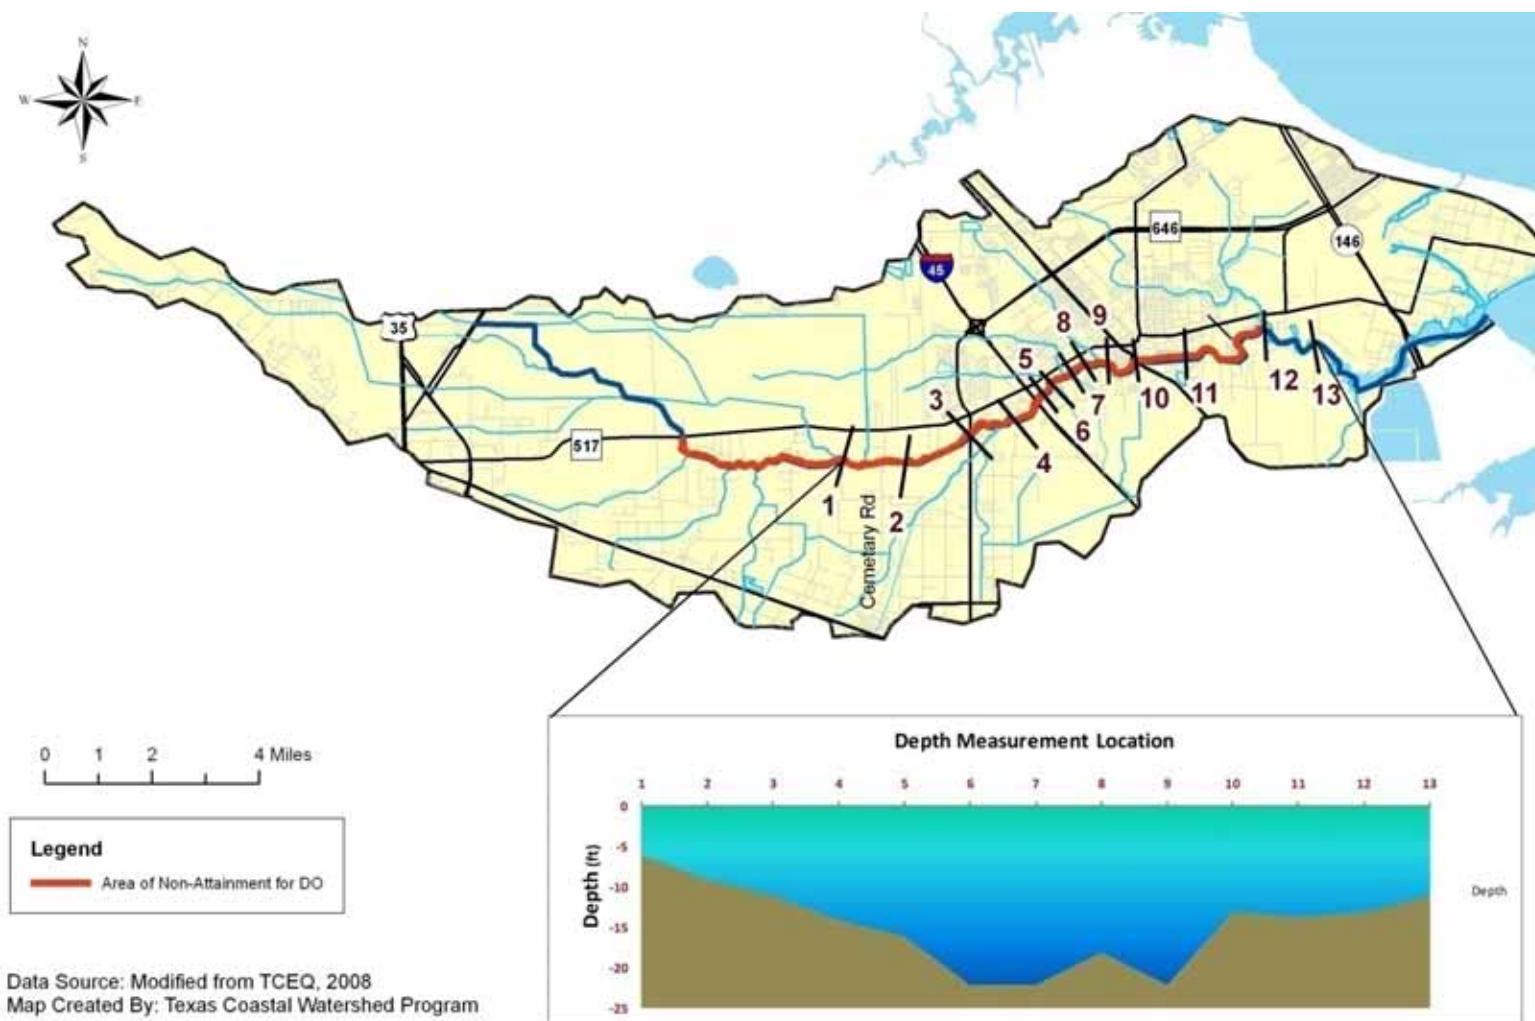 N
W
E
S
646
146
45
35
8
9
5
3
10
11
12
13
7
6
517
4
1
2
Cemetary Rd
0 1 2 4 Miles
Legend
Area of Non-Attainment for DO
Data Source: Modified from TCEQ, 2008
Map Created By: Texas Coastal Watershed Program
Depth Measurement Location
1 2 3 4 5 6 7 8 9 10 11 12 13
0
-5
-10
-15
-20
-25
Depth (ft)
Depth